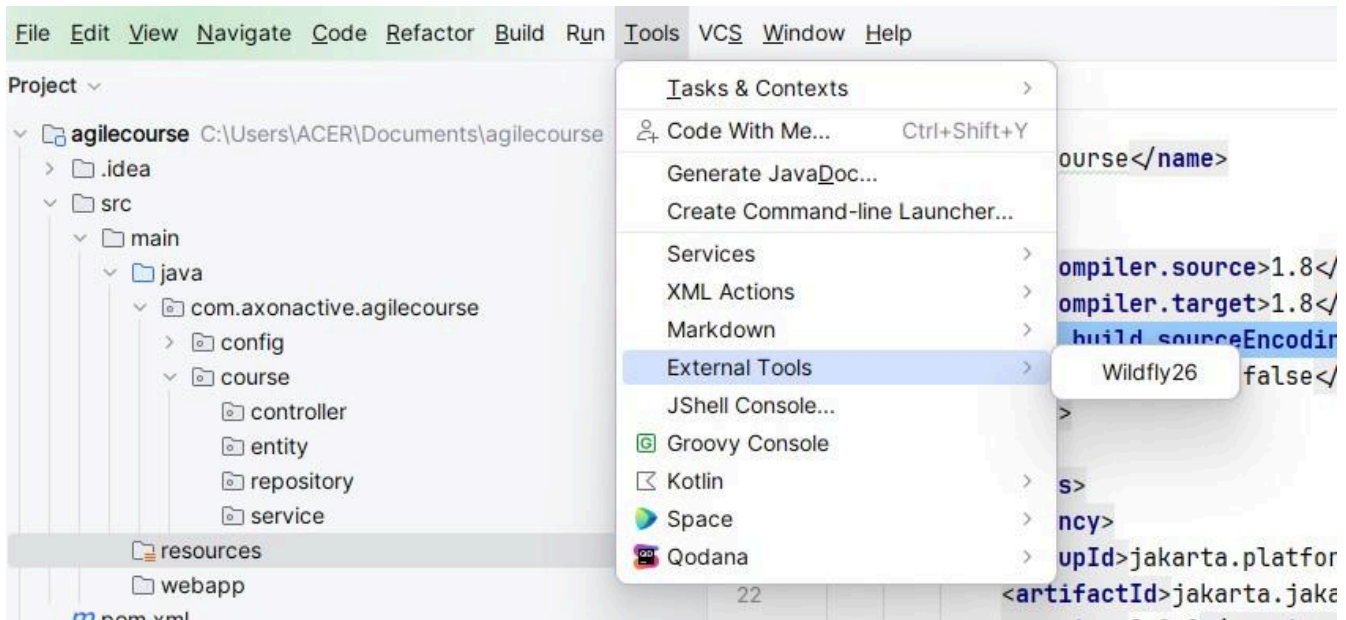 File Edit View Navigate Code Refactor Build Run Tools VCS Window Help
Project
agilecourse C:\Users\ACER\Documents\agilecourse
.idea
src
main
java
com.axonactive.agilecourse
config
course
controller
entity
repository
service
resources
webapp
pom.xml
Tasks & Contexts
Code With Me... Ctrl+Shift+Y
Generate JavaDoc...
Create Command-line Launcher...
Services
XML Actions
Markdown
External Tools
JShell Console...
Groovy Console
Kotlin
Space
Qodana
Wildfly26
ourse</name>
ompiler.source>1.8</
ompiler.target>1.8</
build.sourceEncodin
false</
>
s>
ncy>
upId>jakarta.platfor
22 <artifactId>jakarta.jaka